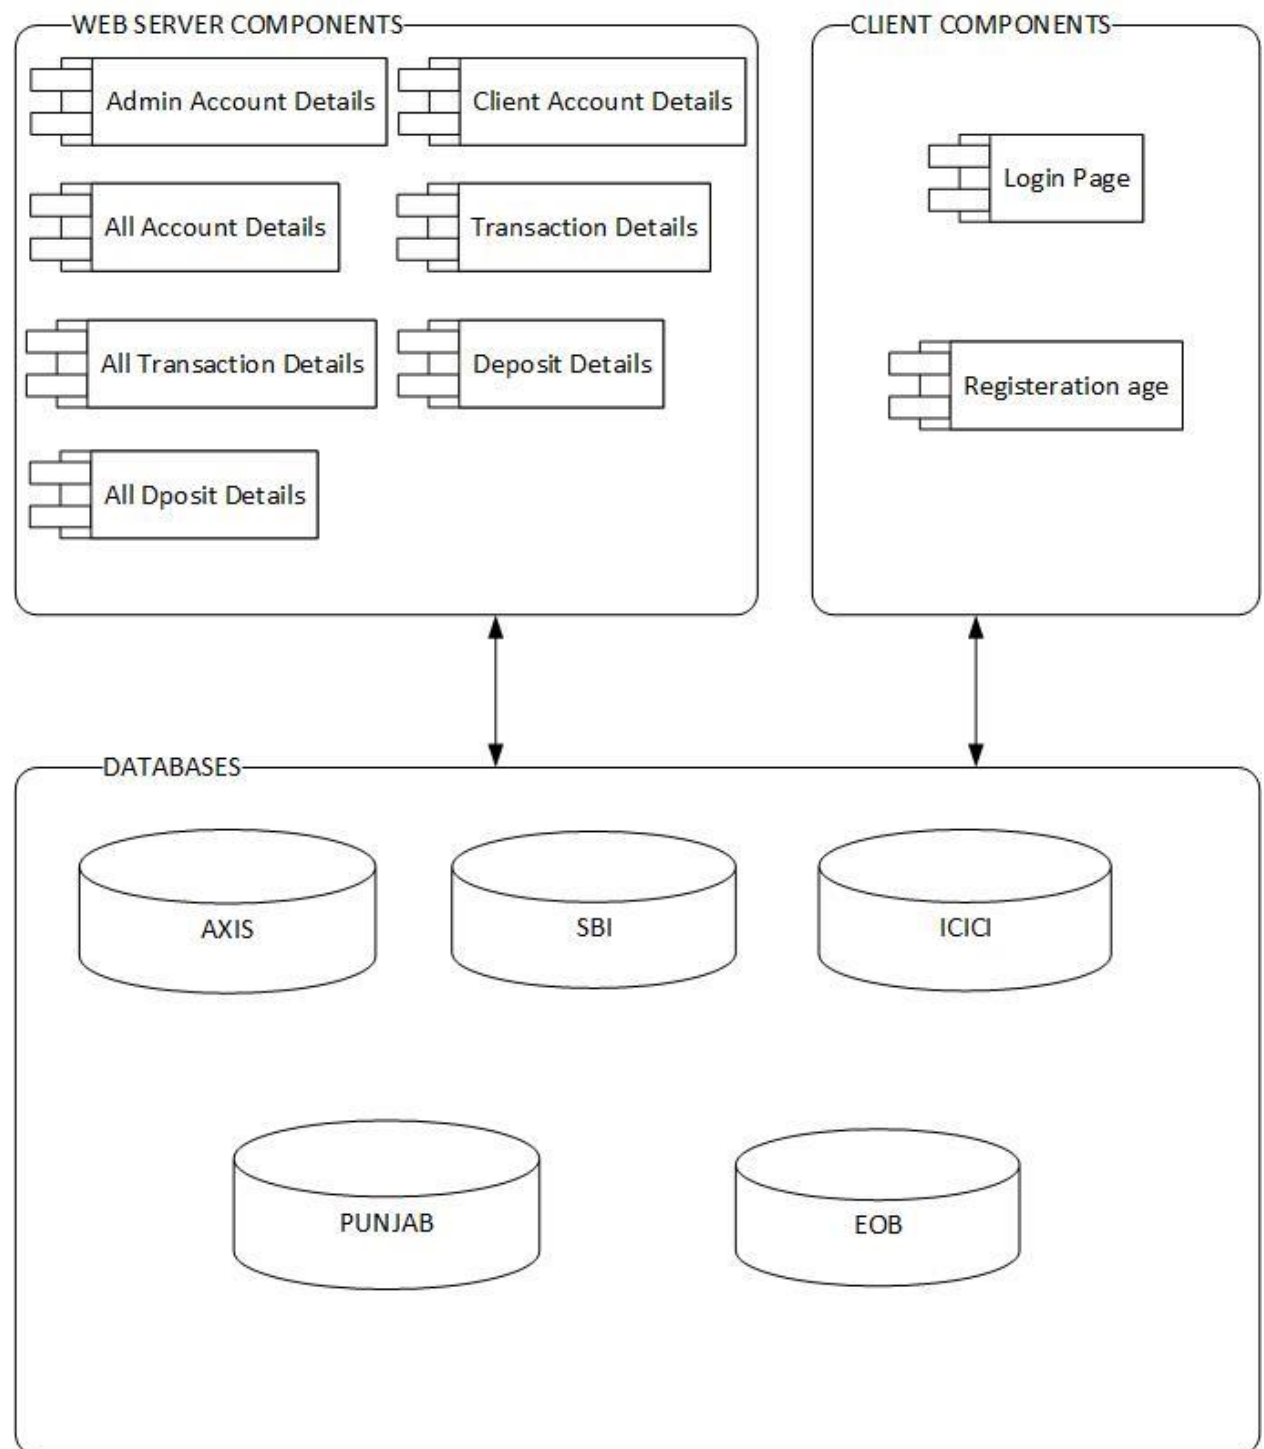 WEB SERVER COMPONENTS
Admin Account Details
Client Account Details
All Account Details
Transaction Details
All Transaction Details
Deposit Details
All Dposit Details
CLIENT COMPONENTS
Login Page
Registeration age
DATABASES
AXIS
SBI
ICICI
PUNJAB
EOB